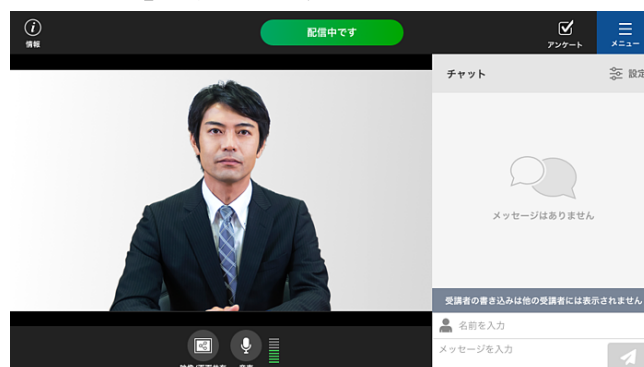 情報
配信中です
アンケート
メニュー
チャット
設定
メッセージはありません
受講者の書き込みは他の受講者には表示されません
名前を入力
メッセージを入力